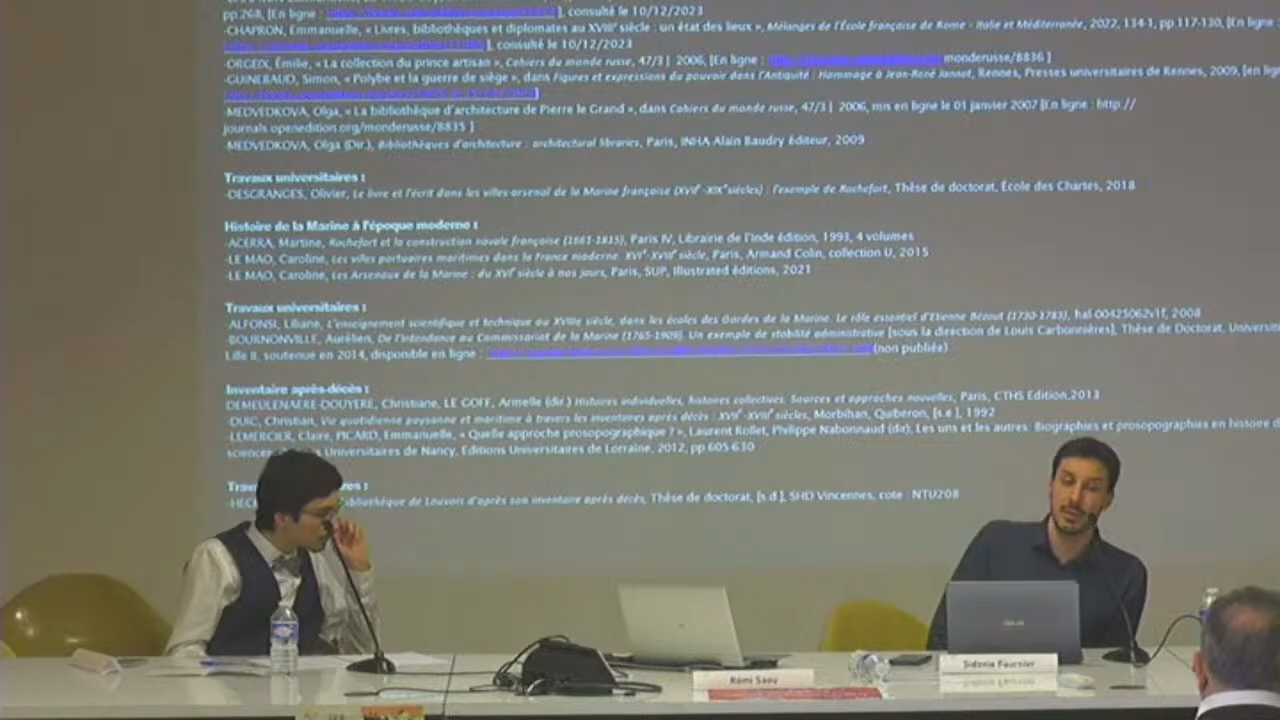 pp.268, [En ligne : ], consulté le 10/12/2023
-CHAPRON, Emmanuelle, « Livres, bibliothèques et diplomates au XVIIIᵉ siècle : un état des lieux », Mélanges de l'École française de Rome - Italie et Méditerranée, 2022, 134-1, pp.117-130, [En ligne :
], consulté le 10/12/2023
-ORGEIX, Émilie, « La collection du prince artisan », Cahiers du monde russe, 47/3 | 2006, [En ligne : monderusse/8836 ]
-GUINEBAUD, Simon, « Polybe et la guerre de siège », dans Figures et expressions du pouvoir dans l'Antiquité : Hommage à Jean-René Jannot, Rennes, Presses universitaires de Rennes, 2009, [en lig
]
-MEDVEDKOVA, Olga, « La bibliothèque d'architecture de Pierre le Grand », dans Cahiers du monde russe, 47/3 | 2006, mis en ligne le 01 janvier 2007 [En ligne : http://
journals.openedition.org/monderusse/8835 ]
-MEDVEDKOVA, Olga (Dir.), Bibliothèques d'architecture : architectural libraries, Paris, INHA Alain Baudry éditeur, 2009
Travaux universitaires :
-DESGRANGES, Olivier, Le livre et l'écrit dans les villes-arsenal de la Marine française (XVIIᵉ -XIXᵉsiècles) : l'exemple de Rochefort, Thèse de doctorat, École des Chartes, 2018
Histoire de la Marine à l'époque moderne :
-ACERRA, Martine, Rochefort et la construction navale française (1661-1815), Paris IV, Librairie de l'Inde édition, 1993, 4 volumes
-LE MAO, Caroline, Les villes portuaires maritimes dans la France moderne. XVIᵉ-XVIIIᵉ siècle, Paris, Armand Colin, collection U, 2015
-LE MAO, Caroline, Les Arsenaux de la Marine : du XVIᵉ siècle à nos jours, Paris, SUP, Illustrated éditions, 2021
Travaux universitaires :
-ALFONSI, Liliane, L'enseignement scientifique et technique au XVIIIe siècle, dans les écoles des Gardes de la Marine. Le rôle essentiel d'Etienne Bézout (1730-1783), hal-00425062v1f, 2008
-BOURNONVILLE, Aurélien, De l'Intendance au Commissariat de la Marine (1765-1909). Un exemple de stabilité administrative [sous la direction de Louis Carbonnières], Thèse de Doctorat, Universit
Lille II, soutenue en 2014, disponible en ligne : (non publiée)
Inventaire après-décès :
DEMEULENAERE-DOUYERE, Christiane, LE GOFF, Armelle (dir.) Histoires individuelles, histoires collectives. Sources et approches nouvelles, Paris, CTHS Edition,2013
-DUIC, Christian, Vie quotidienne paysanne et maritime à travers les inventaires après décès : XVIIᵉ -XVIIIᵉ siècles, Morbihan, Quiberon, [s.e ], 1992
-LEMERCIER, Claire, PICARD, Emmanuelle, « Quelle approche prosopographique ? », Laurent Rollet, Philippe Nabonnaud (dir), Les uns et les autres. Biographies et prosopographies en histoire d
sciences Universitaires de Nancy, Editions Universitaires de Lorraine, 2012, pp 605-630
Trav res :
-HEC bibliothèque de Louvois d'après son inventaire après décès, Thèse de doctorat, [s.d ], SHD Vincennes, cote : NTU208
ASUS
Sidonie Fournier
Rémi Saou